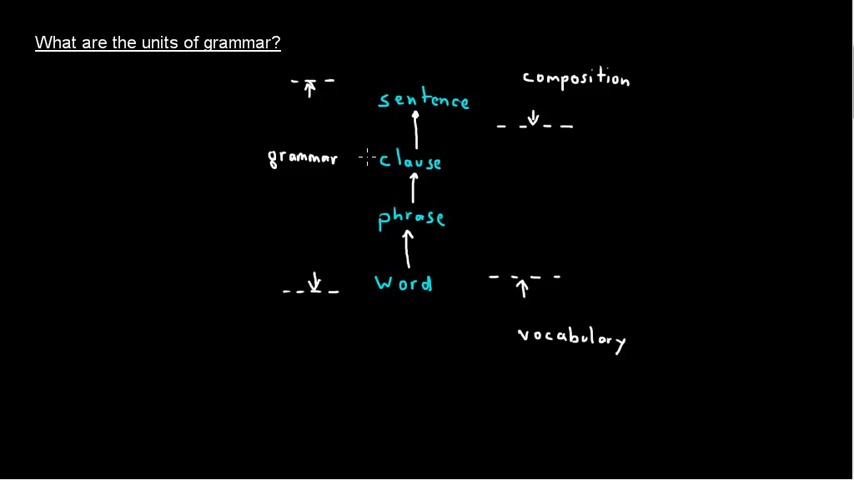 What are the units of grammar?
composition
sentence
grammar
clause
phrase
word
vocabulary